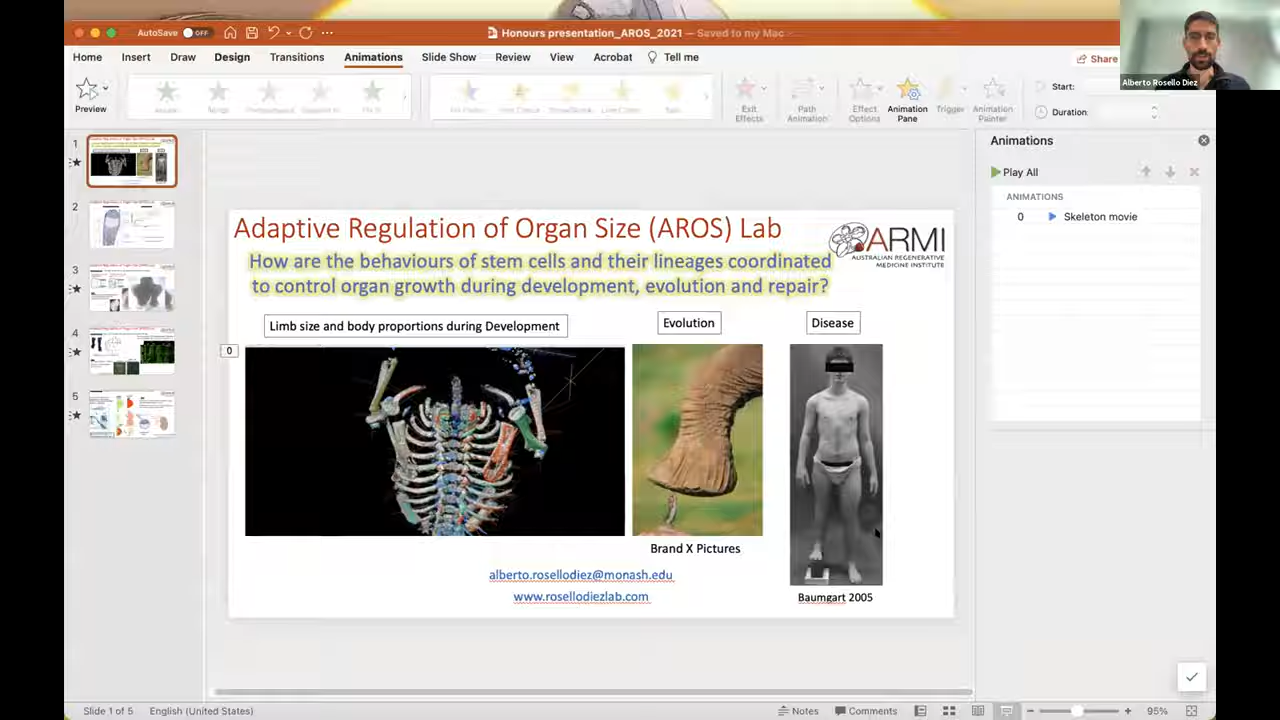 AutoSave OFF
Honours presentation_AROS_2021 — Saved to my Mac
Home Insert Draw Design Transitions Animations Slide Show Review View Acrobat Tell me
Share
Alberto Rosello Diez
Preview
Exit Effects
Path Animation
Effect Options
Animation Pane
Trigger
Animation Painter
Start:
Duration:
1
2
3
4
5
Adaptive Regulation of Organ Size (AROS) Lab
ARMI
AUSTRALIAN REGENERATIVE
MEDICINE INSTITUTE
How are the behaviours of stem cells and their lineages coordinated
to control organ growth during development, evolution and repair?
Limb size and body proportions during Development
Evolution
Disease
0
Brand X Pictures
Baumgart 2005
alberto.rosellodiez@monash.edu
www.rosellodiezlab.com
Animations
Play All
ANIMATIONS
0 Skeleton movie
Slide 1 of 5 English (United States)
Notes Comments
95%